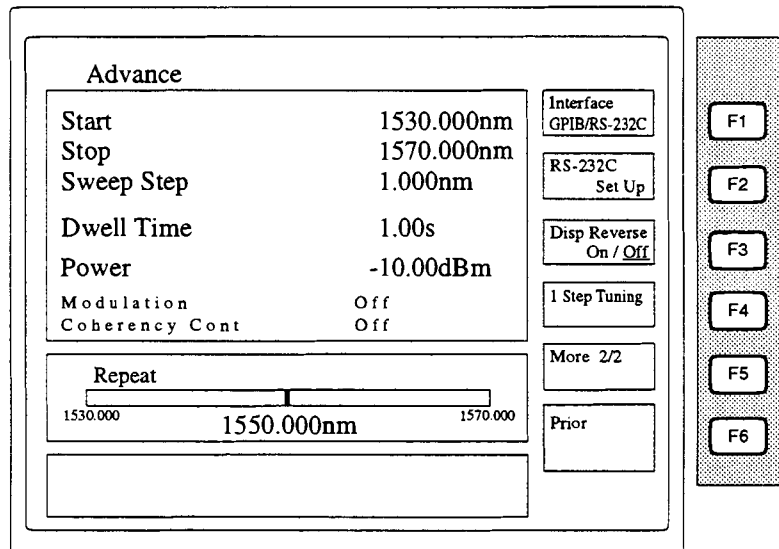 Advance
Start 1530.000nm
Stop 1570.000nm
Sweep Step 1.000nm
Dwell Time 1.00s
Power -10.00dBm
Modulation Off
Coherency Cont Off
Repeat
1530.000 1570.000
1550.000nm
Interface
GPIB/RS-232C
RS-232C
Set Up
Disp Reverse
On / Off
1 Step Tuning
More 2/2
Prior
F1
F2
F3
F4
F5
F6